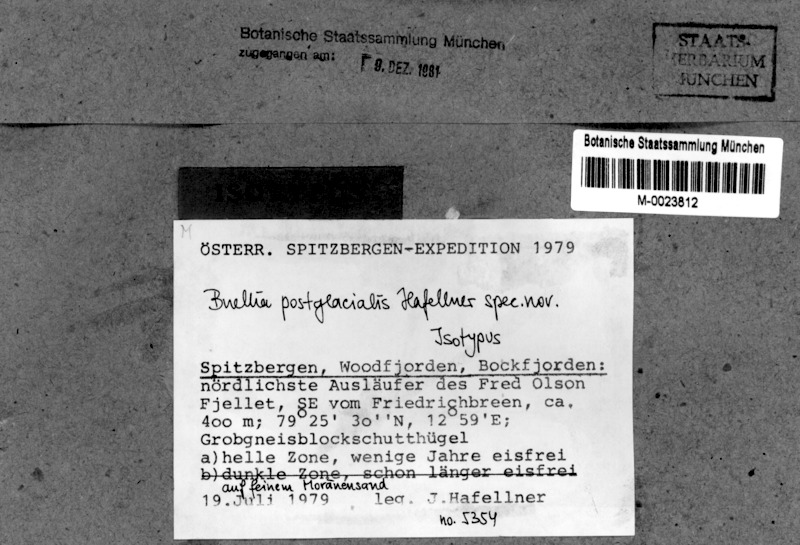 Botanische Staatssammlung München
zugegangen am:
9. DEZ. 1981
STAATS-
HERBARIUM
MÜNCHEN
Botanische Staatssammlung München
M-0023812
M
ÖSTERR. SPITZBERGEN-EXPEDITION 1979
Buellia postglacialis Hafellner spec.nov.
Isotypus
Spitzbergen, Woodfjorden, Bockfjorden:
nördlichste Ausläufer des Fred Olson
Fjellet, SE vom Friedrichbreen, ca.
4oo m; 79°25' 3o''N, 12°59'E;
Grobgneisblockschutthügel
a)helle Zone, wenige Jahre eisfrei
b)dunkle Zone, schon länger eisfrei
auf feinem Moränensand
19.Juli 1979 leg. J.Hafellner
no. 5354